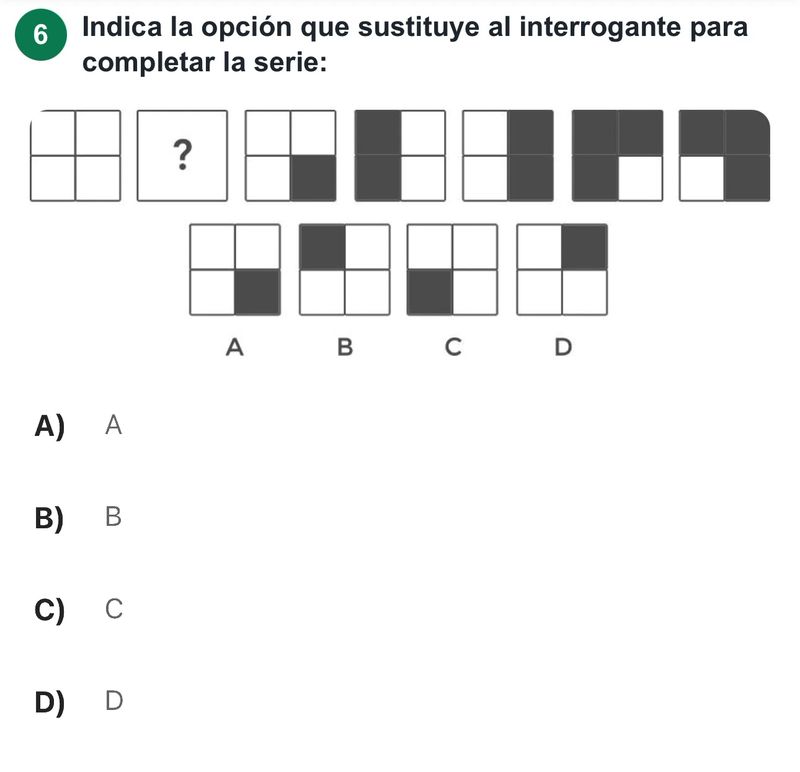 6 Indica la opción que sustituye al interrogante para
completar la serie:
?
A B C D
A) A
B) B
C) C
D) D